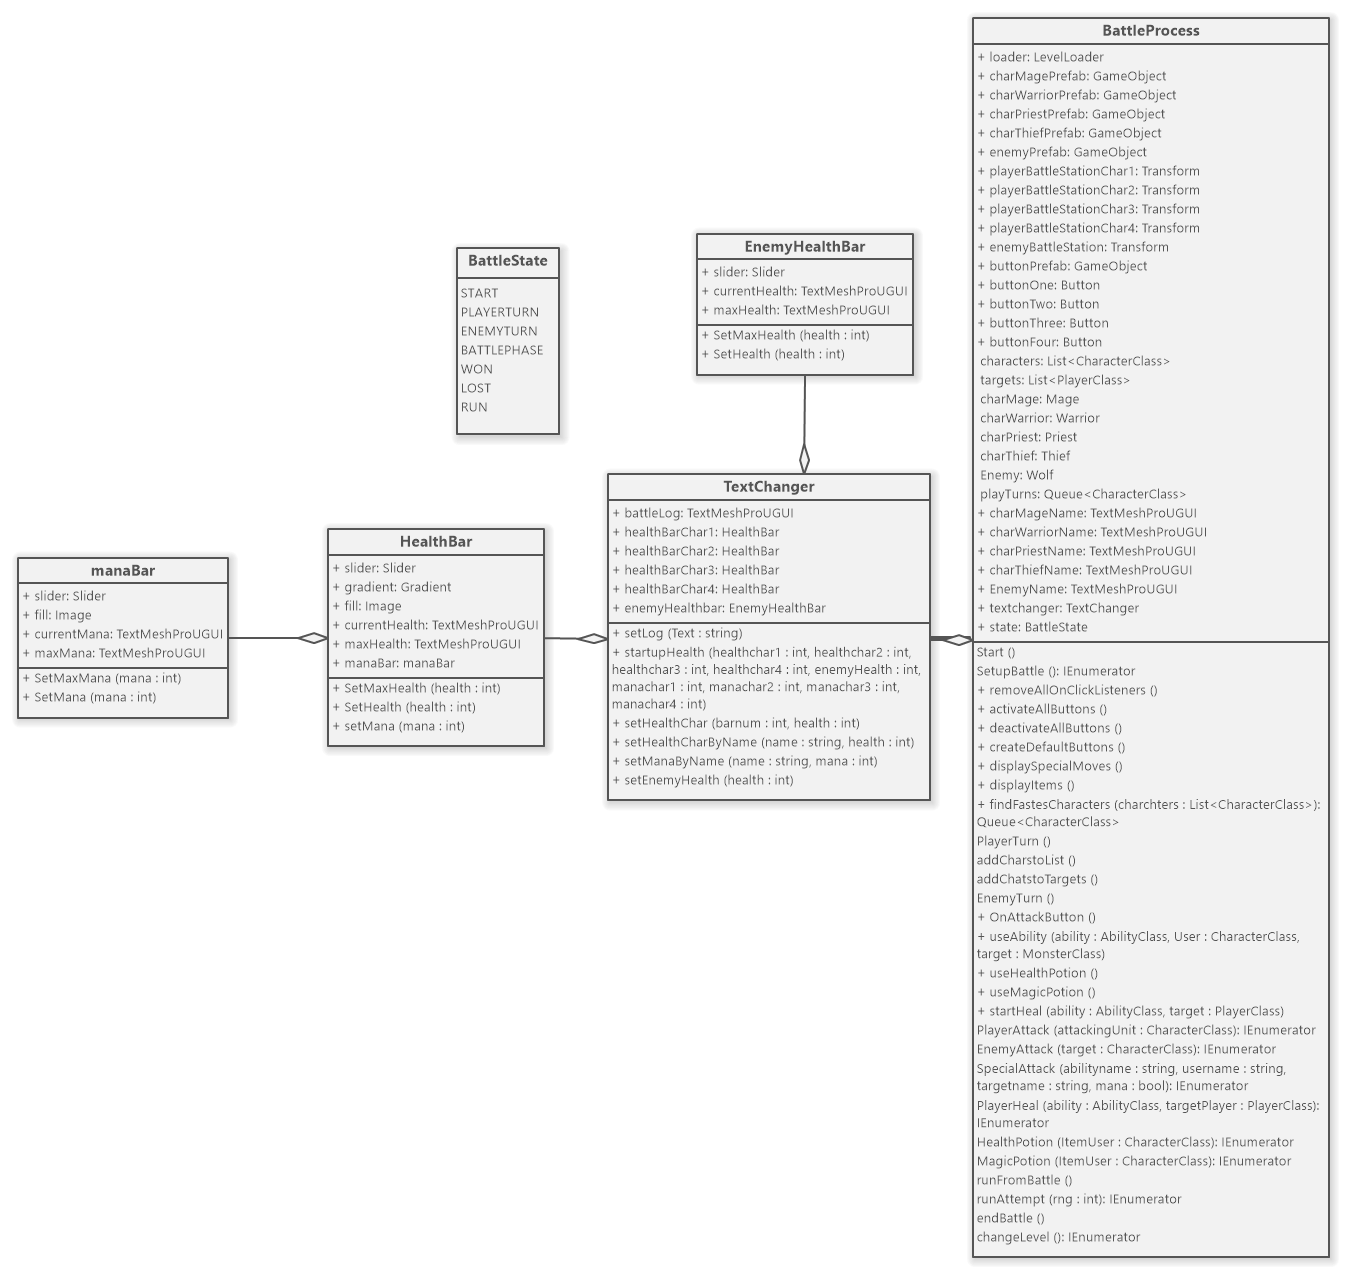 manaBar
+ slider: Slider
+ fill: Image
+ currentMana: TextMeshProUGUI
+ maxMana: TextMeshProUGUI
+ SetMaxMana (mana : int)
+ SetMana (mana : int)
HealthBar
+ slider: Slider
+ gradient: Gradient
+ fill: Image
+ currentHealth: TextMeshProUGUI
+ maxHealth: TextMeshProUGUI
+ manaBar: manaBar
+ SetMaxHealth (health : int)
+ SetHealth (health : int)
+ setMana (mana : int)
BattleState
START
PLAYERTURN
ENEMYTURN
BATTLEPHASE
WON
LOST
RUN
EnemyHealthBar
+ slider: Slider
+ currentHealth: TextMeshProUGUI
+ maxHealth: TextMeshProUGUI
+ SetMaxHealth (health : int)
+ SetHealth (health : int)
TextChanger
+ battleLog: TextMeshProUGUI
+ healthBarChar1: HealthBar
+ healthBarChar2: HealthBar
+ healthBarChar3: HealthBar
+ healthBarChar4: HealthBar
+ enemyHealthbar: EnemyHealthBar
+ setLog (Text : string)
+ startupHealth (healthchar1 : int, healthchar2 : int,
healthchar3 : int, healthchar4 : int, enemyHealth : int,
manachar1 : int, manachar2 : int, manachar3 : int,
manachar4 : int)
+ setHealthChar (barnum : int, health : int)
+ setHealthCharByName (name : string, health : int)
+ setManaByName (name : string, mana : int)
+ setEnemyHealth (health : int)
BattleProcess
+ loader: LevelLoader
+ charMagePrefab: GameObject
+ charWarriorPrefab: GameObject
+ charPriestPrefab: GameObject
+ charThiefPrefab: GameObject
+ enemyPrefab: GameObject
+ playerBattleStationChar1: Transform
+ playerBattleStationChar2: Transform
+ playerBattleStationChar3: Transform
+ playerBattleStationChar4: Transform
+ enemyBattleStation: Transform
+ buttonPrefab: GameObject
+ buttonOne: Button
+ buttonTwo: Button
+ buttonThree: Button
+ buttonFour: Button
characters: List<CharacterClass>
targets: List<PlayerClass>
charMage: Mage
charWarrior: Warrior
charPriest: Priest
charThief: Thief
Enemy: Wolf
playTurns: Queue<CharacterClass>
+ charMageName: TextMeshProUGUI
+ charWarriorName: TextMeshProUGUI
+ charPriestName: TextMeshProUGUI
+ charThiefName: TextMeshProUGUI
+ EnemyName: TextMeshProUGUI
+ textchanger: TextChanger
+ state: BattleState
Start ()
SetupBattle (): IEnumerator
+ removeAllOnClickListeners ()
+ activateAllButtons ()
+ deactivateAllButtons ()
+ createDefaultButtons ()
+ displaySpecialMoves ()
+ displayItems ()
+ findFastesCharacters (charchters : List<CharacterClass>):
Queue<CharacterClass>
PlayerTurn ()
addCharstoList ()
addChatstoTargets ()
EnemyTurn ()
+ OnAttackButton ()
+ useAbility (ability : AbilityClass, User : CharacterClass,
target : MonsterClass)
+ useHealthPotion ()
+ useMagicPotion ()
+ startHeal (ability : AbilityClass, target : PlayerClass)
PlayerAttack (attackingUnit : CharacterClass): IEnumerator
EnemyAttack (target : CharacterClass): IEnumerator
SpecialAttack (abilityname : string, username : string,
targetname : string, mana : bool): IEnumerator
PlayerHeal (ability : AbilityClass, targetPlayer : PlayerClass):
IEnumerator
HealthPotion (ItemUser : CharacterClass): IEnumerator
MagicPotion (ItemUser : CharacterClass): IEnumerator
runFromBattle ()
runAttempt (rng : int): IEnumerator
endBattle ()
changeLevel (): IEnumerator